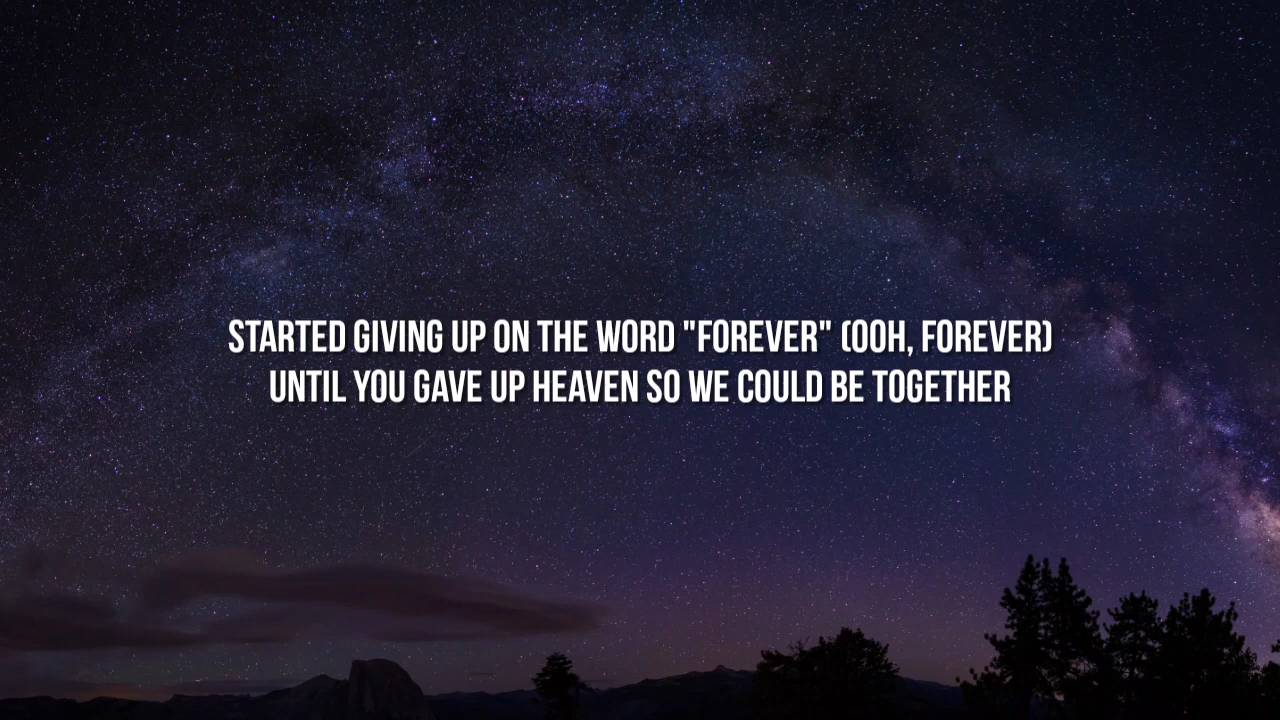 STARTED GIVING UP ON THE WORD "FOREVER" (OOH, FOREVER)
UNTIL YOU GAVE UP HEAVEN SO WE COULD BE TOGETHER